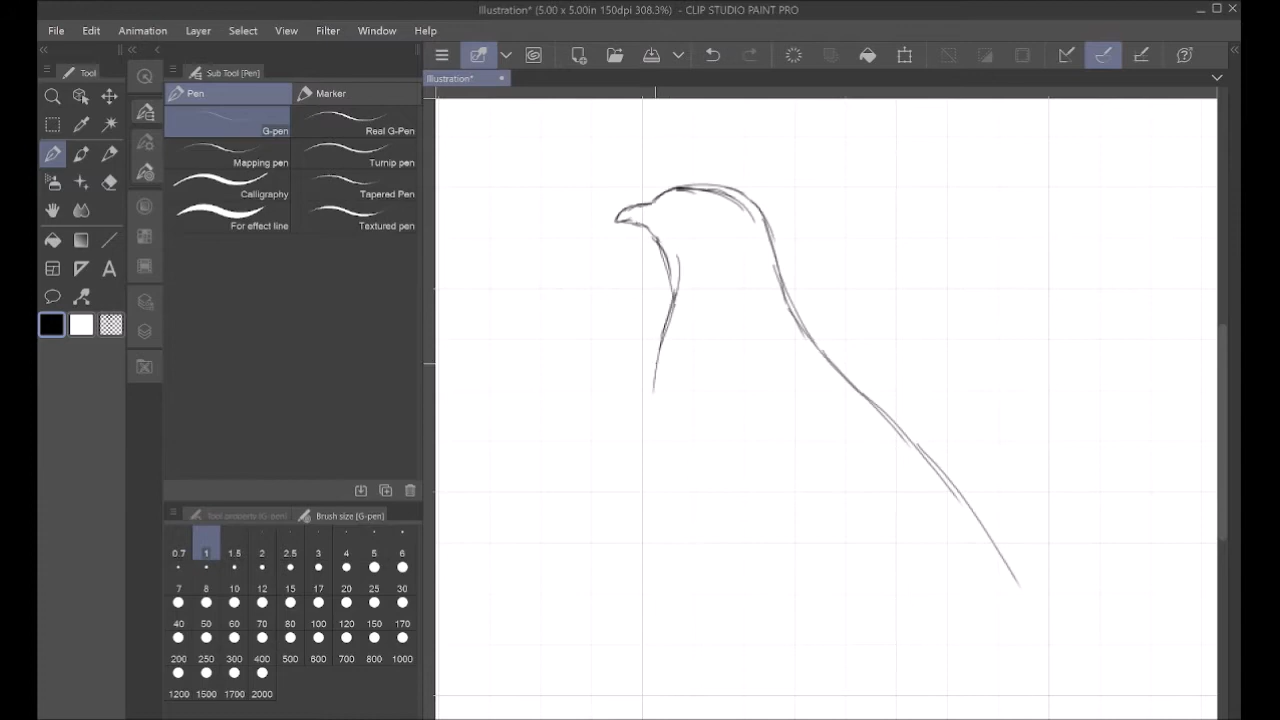 Illustration* (5.00 x 5.00in 150dpi 308.3%) - CLIP STUDIO PAINT PRO
File Edit Animation Layer Select View Filter Window Help
Tool
Sub Tool [Pen]
Illustration*
Pen Marker
G-pen Real G-Pen
Mapping pen Turnip pen
Calligraphy Tapered Pen
For effect line Textured pen
A
Tool property [G-pen] Brush size [G-pen]
0.7 1 1.5 2 2.5 3 4 5 6
7 8 10 12 15 17 20 25 30
40 50 60 70 80 100 120 150 170
200 250 300 400 500 600 700 800 1000
1200 1500 1700 2000